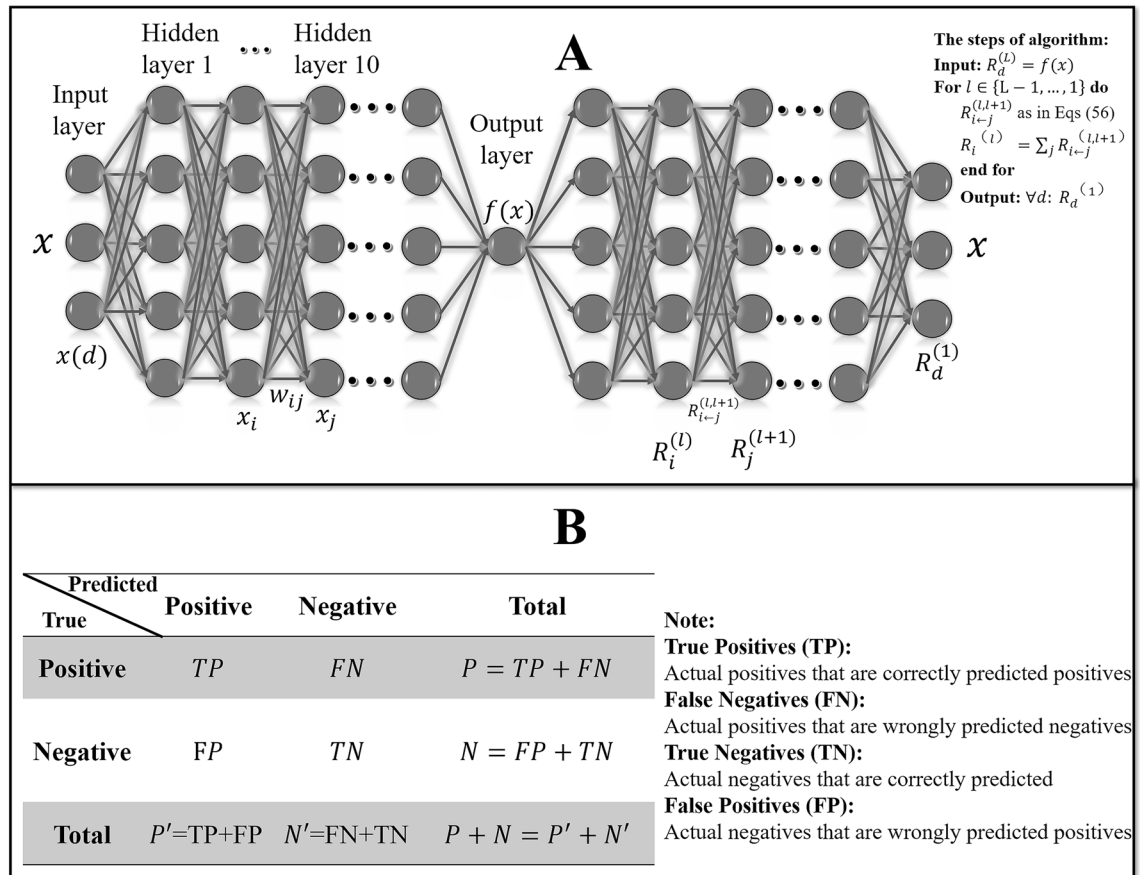 A
Hidden layer 1
...
Hidden layer 10
Input layer
Output layer
x
f(x)
x
x(d)
x_i
w_{ij}
x_j
R_i^{(l)}
R_{i←j}^{(l,l+1)}
R_j^{(l+1)}
R_d^{(1)}
The steps of algorithm:
Input: R_d^{(L)} = f(x)
For l ∈ {L − 1, ..., 1} do
R_{i←j}^{(l,l+1)} as in Eqs (56)
R_i^{(l)} = ∑_j R_{i←j}^{(l,l+1)}
end for
Output: ∀d: R_d^{(1)}
B
Predicted
True
Positive Negative Total
Positive TP FN P = TP + FN
Negative FP TN N = FP + TN
Total P′=TP+FP N′=FN+TN P + N = P′ + N′
Note:
True Positives (TP):
Actual positives that are correctly predicted positives
False Negatives (FN):
Actual positives that are wrongly predicted negatives
True Negatives (TN):
Actual negatives that are correctly predicted
False Positives (FP):
Actual negatives that are wrongly predicted positives